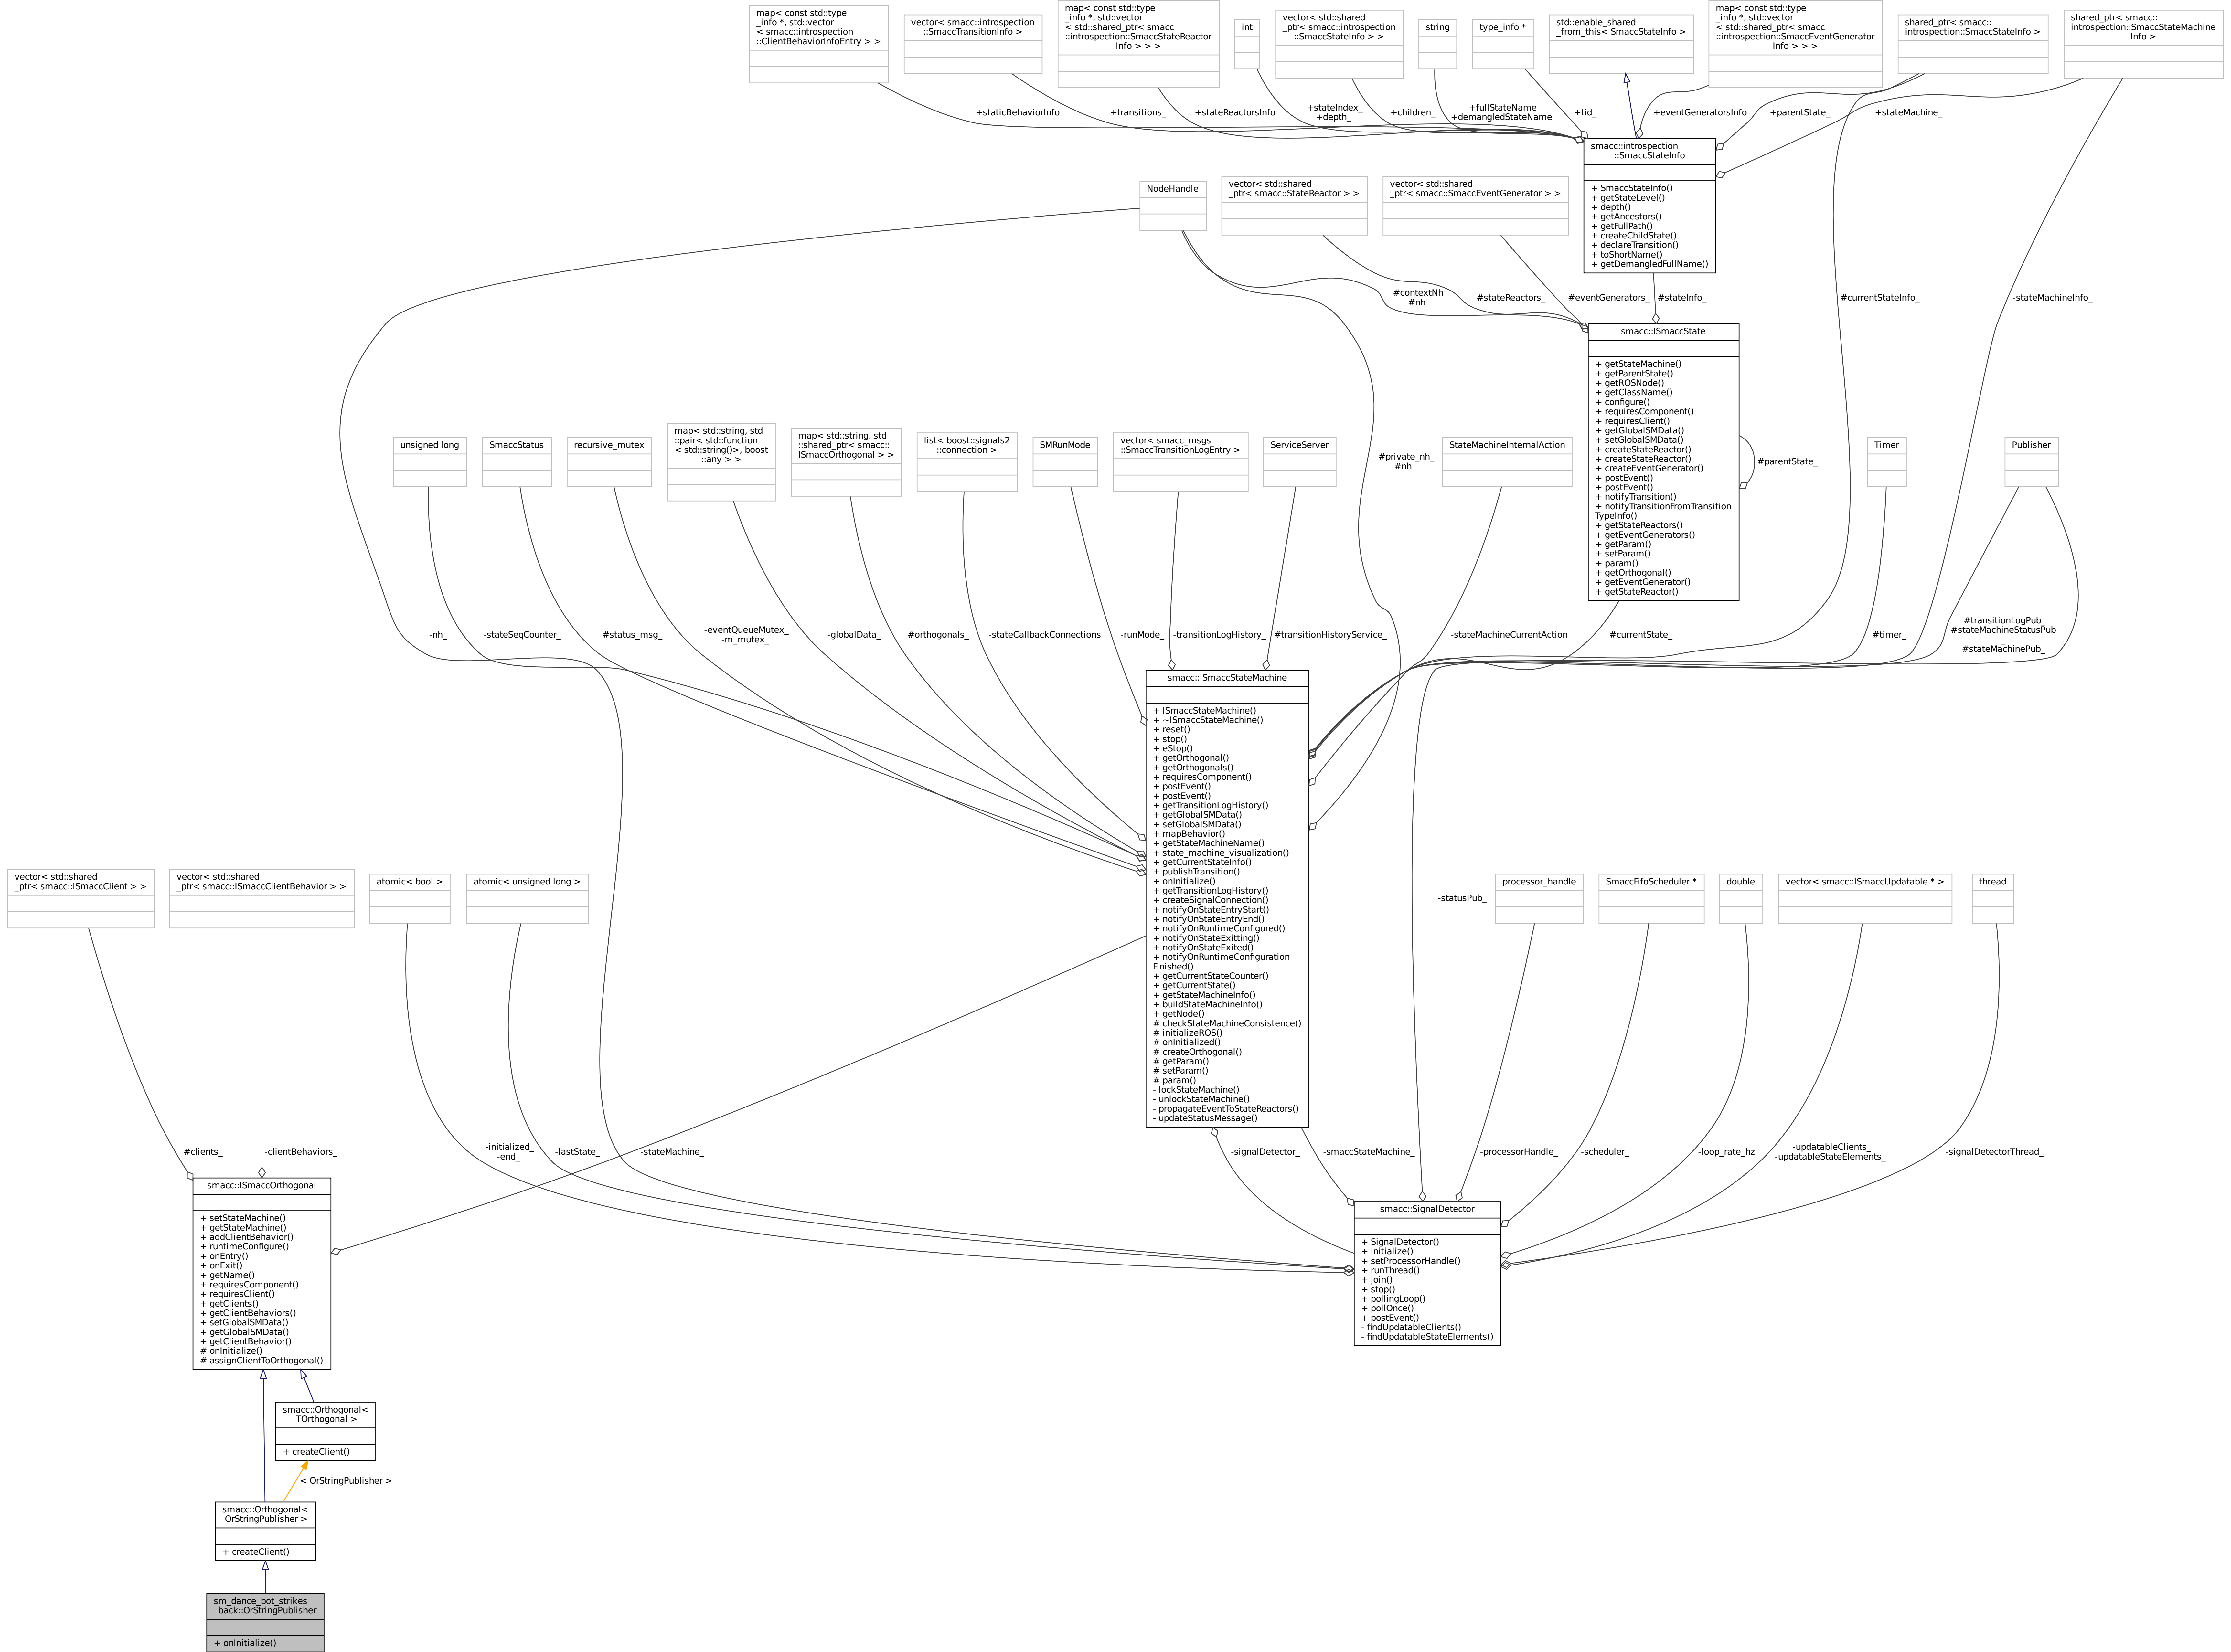 map< const std::type
_info *, std::vector
< smacc::introspection
::ClientBehaviorInfoEntry > >
vector< smacc::introspection
::SmaccTransitionInfo >
map< const std::type
_info *, std::vector
< std::shared_ptr< smacc
::introspection::SmaccStateReactor
Info > > >
int
vector< std::shared
_ptr< smacc::introspection
::SmaccStateInfo > >
string
type_info *
std::enable_shared
_from_this< SmaccStateInfo >
map< const std::type
_info *, std::vector
< std::shared_ptr< smacc
::introspection::SmaccEventGenerator
Info > > >
shared_ptr< smacc::
introspection::SmaccStateInfo >
shared_ptr< smacc::
introspection::SmaccStateMachine
Info >
+staticBehaviorInfo
+transitions_
+stateReactorsInfo
+stateIndex_
+depth_
+children_
+fullStateName
+demangledStateName
+tid_
+eventGeneratorsInfo
+parentState_
+stateMachine_
smacc::introspection
::SmaccStateInfo
+ SmaccStateInfo()
+ getStateLevel()
+ depth()
+ getAncestors()
+ getFullPath()
+ createChildState()
+ declareTransition()
+ toShortName()
+ getDemangledFullName()
NodeHandle
vector< std::shared
_ptr< smacc::StateReactor > >
vector< std::shared
_ptr< smacc::SmaccEventGenerator > >
#contextNh
#nh
#stateReactors_
#eventGenerators_
#stateInfo_
#currentStateInfo_
-stateMachineInfo_
smacc::ISmaccState
+ getStateMachine()
+ getParentState()
+ getROSNode()
+ getClassName()
+ configure()
+ requiresComponent()
+ requiresClient()
+ getGlobalSMData()
+ setGlobalSMData()
+ createStateReactor()
+ createStateReactor()
+ createEventGenerator()
+ postEvent()
+ postEvent()
+ notifyTransition()
+ notifyTransitionFromTransition
TypeInfo()
+ getStateReactors()
+ getEventGenerators()
+ getParam()
+ setParam()
+ param()
+ getOrthogonal()
+ getEventGenerator()
+ getStateReactor()
#parentState_
unsigned long
SmaccStatus
recursive_mutex
map< std::string, std
::pair< std::function
< std::string()>, boost
::any > >
map< std::string, std
::shared_ptr< smacc::
ISmaccOrthogonal > >
list< boost::signals2
::connection >
SMRunMode
vector< smacc_msgs
::SmaccTransitionLogEntry >
ServiceServer
#private_nh_
#nh_
StateMachineInternalAction
Timer
Publisher
-nh_
-stateSeqCounter_
#status_msg_
-eventQueueMutex_
-m_mutex_
-globalData_
#orthogonals_
-stateCallbackConnections
-runMode_
-transitionLogHistory_
#transitionHistoryService_
-stateMachineCurrentAction
#currentState_
#timer_
#transitionLogPub_
#stateMachineStatusPub
_
#stateMachinePub_
smacc::ISmaccStateMachine
+ ISmaccStateMachine()
+ ~ISmaccStateMachine()
+ reset()
+ stop()
+ eStop()
+ getOrthogonal()
+ getOrthogonals()
+ requiresComponent()
+ postEvent()
+ postEvent()
+ getTransitionLogHistory()
+ getGlobalSMData()
+ setGlobalSMData()
+ mapBehavior()
+ getStateMachineName()
+ state_machine_visualization()
+ getCurrentStateInfo()
+ publishTransition()
+ onInitialize()
+ getTransitionLogHistory()
+ createSignalConnection()
+ notifyOnStateEntryStart()
+ notifyOnStateEntryEnd()
+ notifyOnRuntimeConfigured()
+ notifyOnStateExitting()
+ notifyOnStateExited()
+ notifyOnRuntimeConfiguration
Finished()
+ getCurrentStateCounter()
+ getCurrentState()
+ getStateMachineInfo()
+ buildStateMachineInfo()
+ getNode()
# checkStateMachineConsistence()
# initializeROS()
# onInitialized()
# createOrthogonal()
# getParam()
# setParam()
# param()
- lockStateMachine()
- unlockStateMachine()
- propagateEventToStateReactors()
- updateStatusMessage()
vector< std::shared
_ptr< smacc::ISmaccClient > >
vector< std::shared
_ptr< smacc::ISmaccClientBehavior > >
atomic< bool >
atomic< unsigned long >
-statusPub_
processor_handle
SmaccFifoScheduler *
double
vector< smacc::ISmaccUpdatable * >
thread
#clients_
-clientBehaviors_
-initialized_
-end_
-lastState_
-stateMachine_
-signalDetector_
-smaccStateMachine_
-processorHandle_
-scheduler_
-loop_rate_hz
-updatableClients_
-updatableStateElements_
-signalDetectorThread_
smacc::ISmaccOrthogonal
+ setStateMachine()
+ getStateMachine()
+ addClientBehavior()
+ runtimeConfigure()
+ onEntry()
+ onExit()
+ getName()
+ requiresComponent()
+ requiresClient()
+ getClients()
+ getClientBehaviors()
+ setGlobalSMData()
+ getGlobalSMData()
+ getClientBehavior()
# onInitialize()
# assignClientToOrthogonal()
smacc::SignalDetector
+ SignalDetector()
+ initialize()
+ setProcessorHandle()
+ runThread()
+ join()
+ stop()
+ pollingLoop()
+ pollOnce()
+ postEvent()
- findUpdatableClients()
- findUpdatableStateElements()
smacc::Orthogonal<
TOrthogonal >
+ createClient()
< OrStringPublisher >
smacc::Orthogonal<
OrStringPublisher >
+ createClient()
sm_dance_bot_strikes
_back::OrStringPublisher
+ onInitialize()